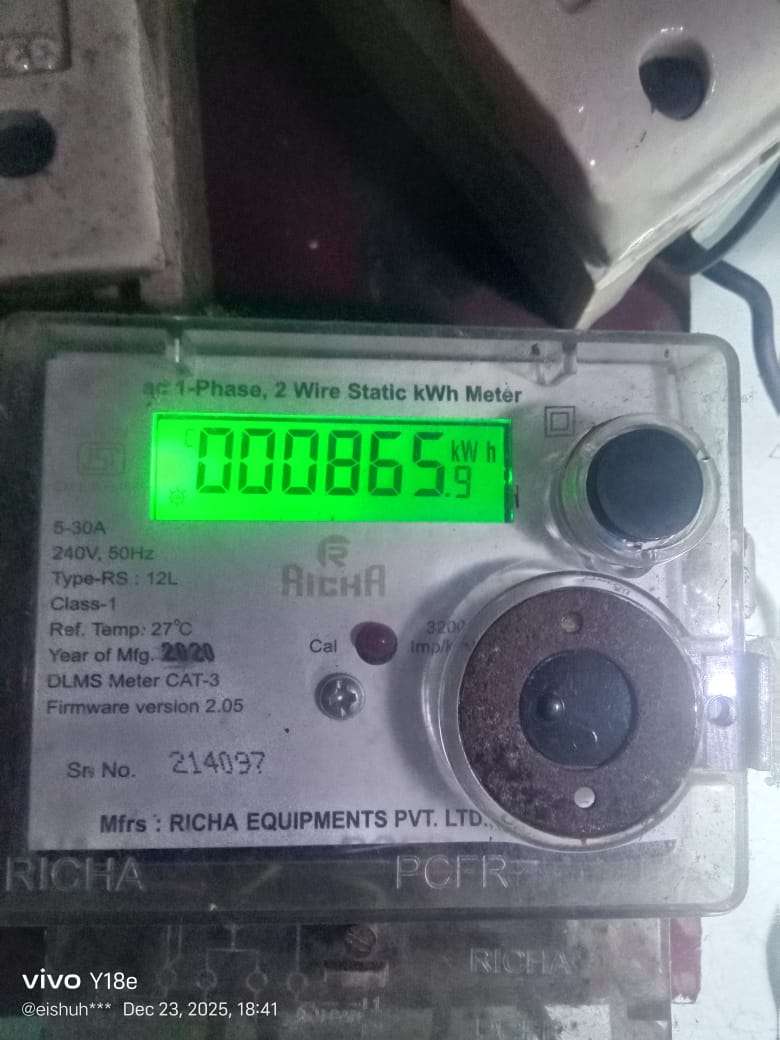 ac 1-Phase, 2 Wire Static kWh Meter
000865.9 kWh
5-30A
240V, 50Hz
Type-RS : 12L
Class-1
Ref. Temp: 27°C
Year of Mfg. 2020
DLMS Meter CAT-3
Firmware version 2.05
RICHA
Cal
3200
Imp/k
Sr. No. 214097
Mfrs : RICHA EQUIPMENTS PVT. LTD.,
RICHA PCFR
RICHA
vivo Y18e
@eishuh*** Dec 23, 2025, 18:41